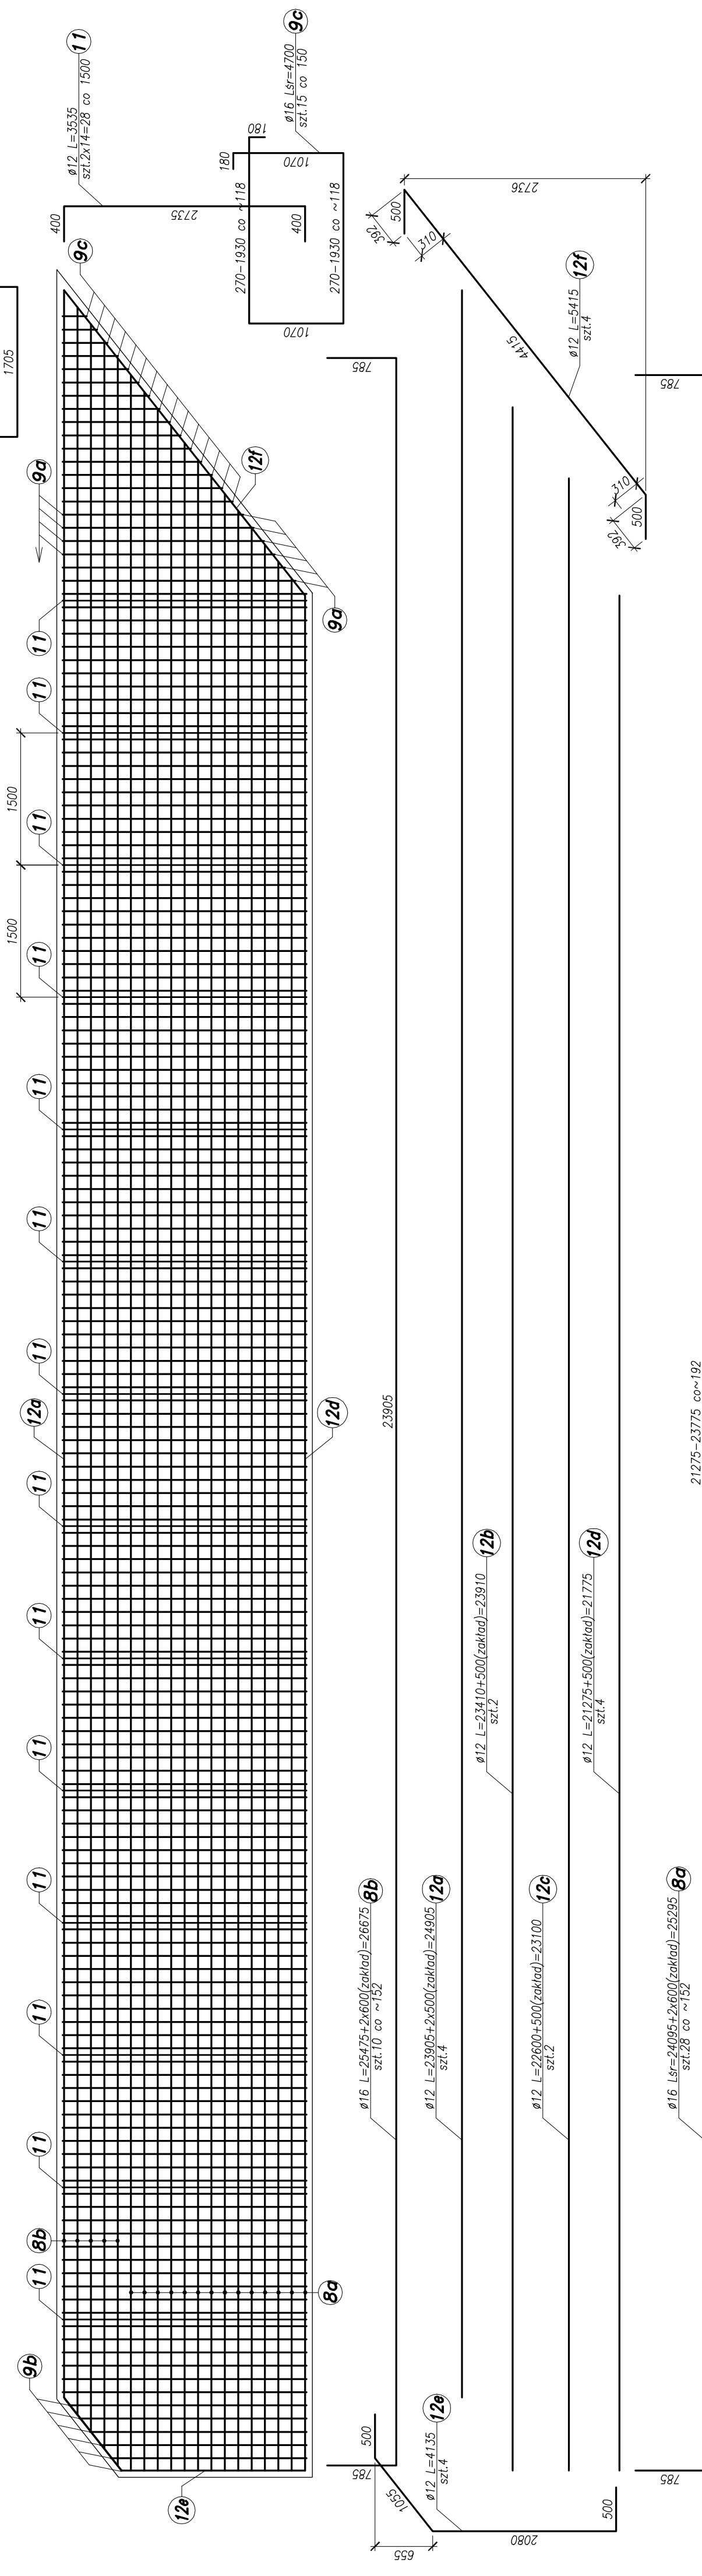 9c
ø16 Lśr=4700
szt.15 co 150
11
ø12 L=3535
szt.2x14=28 co 1500
180
180
1070
270-1930 co ~118
270-1930 co ~118
1070
400
2735
400
9c
1705
9a
12f
9a
11
11
1500
11
1500
11
11
11
11
12a
12d
11
11
11
11
11
11
8b
11
8a
9b
12e
500
392
310
2736
4415
12f
ø12 L=5415
szt.4
310
500
392
785
785
23905
785
8b
ø16 L=25475+2x600(zakład)=26675
szt.10 co ~152
12a
ø12 L=23905+2x500(zakład)=24905
szt.4
12b
ø12 L=23410+500(zakład)=23910
szt.2
12c
ø12 L=22600+500(zakład)=23100
szt.2
12d
ø12 L=21275+500(zakład)=21775
szt.4
21275-23775 co~192
8a
ø16 Lśr=24095+2x600(zakład)=25295
szt.28 co ~152
785
12e
ø12 L=4135
szt.4
500
1055
655
2080
500